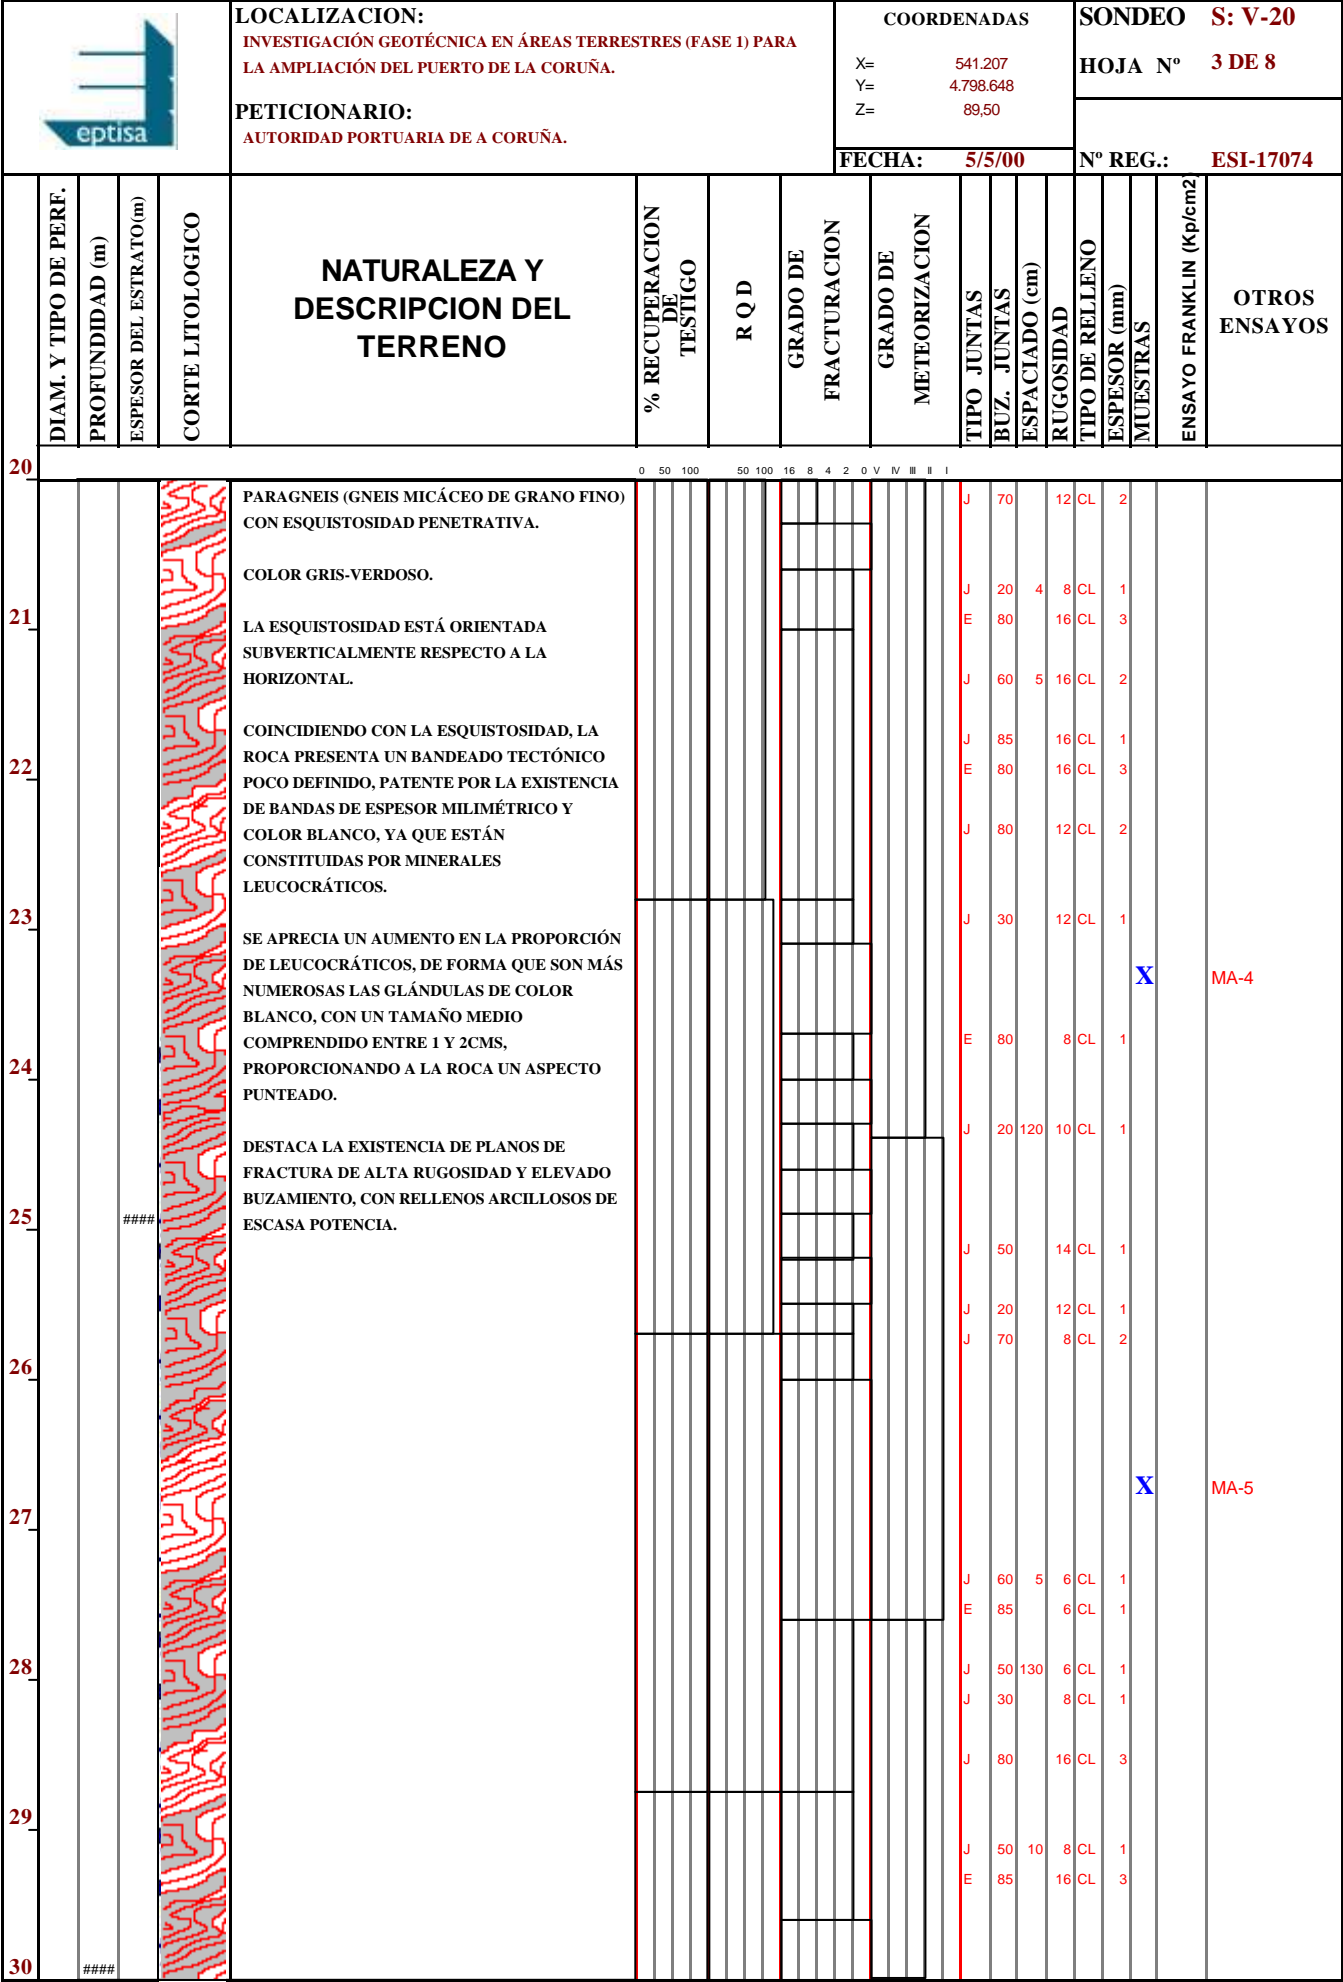 eptisa
LOCALIZACION:
INVESTIGACIÓN GEOTÉCNICA EN ÁREAS TERRESTRES (FASE 1) PARA
LA AMPLIACIÓN DEL PUERTO DE LA CORUÑA.
PETICIONARIO:
AUTORIDAD PORTUARIA DE A CORUÑA.
COORDENADAS
X= 541.207
Y= 4.798.648
Z= 89,50
FECHA: 5/5/00
SONDEO S: V-20
HOJA Nº 3 DE 8
Nº REG.: ESI-17074
DIAM. Y TIPO DE PERF.
PROFUNDIDAD (m)
ESPESOR DEL ESTRATO(m)
CORTE LITOLOGICO
NATURALEZA Y
DESCRIPCION DEL
TERRENO
% RECUPERACION
DE
TESTIGO
R Q D
GRADO DE
FRACTURACION
GRADO DE
METEORIZACION
TIPO JUNTAS
BUZ. JUNTAS
ESPACIADO (cm)
RUGOSIDAD
TIPO DE RELLENO
ESPESOR (mm)
MUESTRAS
ENSAYO FRANKLIN (Kp/cm2)
OTROS
ENSAYOS
20
0 50 100 50 100 16 8 4 2 0 V IV III II I
PARAGNEIS (GNEIS MICÁCEO DE GRANO FINO)
CON ESQUISTOSIDAD PENETRATIVA.
COLOR GRIS-VERDOSO.
LA ESQUISTOSIDAD ESTÁ ORIENTADA
SUBVERTICALMENTE RESPECTO A LA
HORIZONTAL.
COINCIDIENDO CON LA ESQUISTOSIDAD, LA
ROCA PRESENTA UN BANDEADO TECTÓNICO
POCO DEFINIDO, PATENTE POR LA EXISTENCIA
DE BANDAS DE ESPESOR MILIMÉTRICO Y
COLOR BLANCO, YA QUE ESTÁN
CONSTITUIDAS POR MINERALES
LEUCOCRÁTICOS.
SE APRECIA UN AUMENTO EN LA PROPORCIÓN
DE LEUCOCRÁTICOS, DE FORMA QUE SON MÁS
NUMEROSAS LAS GLÁNDULAS DE COLOR
BLANCO, CON UN TAMAÑO MEDIO
COMPRENDIDO ENTRE 1 Y 2CMS,
PROPORCIONANDO A LA ROCA UN ASPECTO
PUNTEADO.
DESTACA LA EXISTENCIA DE PLANOS DE
FRACTURA DE ALTA RUGOSIDAD Y ELEVADO
BUZAMIENTO, CON RELLENOS ARCILLOSOS DE
ESCASA POTENCIA.
J 70 12 CL 2
J 20 4 8 CL 1
21
E 80 16 CL 3
J 60 5 16 CL 2
J 85 16 CL 1
22
E 80 16 CL 3
J 80 12 CL 2
23
J 30 12 CL 1
X MA-4
E 80 8 CL 1
24
J 20 120 10 CL 1
25
####
J 50 14 CL 1
J 20 12 CL 1
J 70 8 CL 2
26
X MA-5
27
J 60 5 6 CL 1
E 85 6 CL 1
28
J 50 130 6 CL 1
J 30 8 CL 1
J 80 16 CL 3
29
J 50 10 8 CL 1
E 85 16 CL 3
30
####